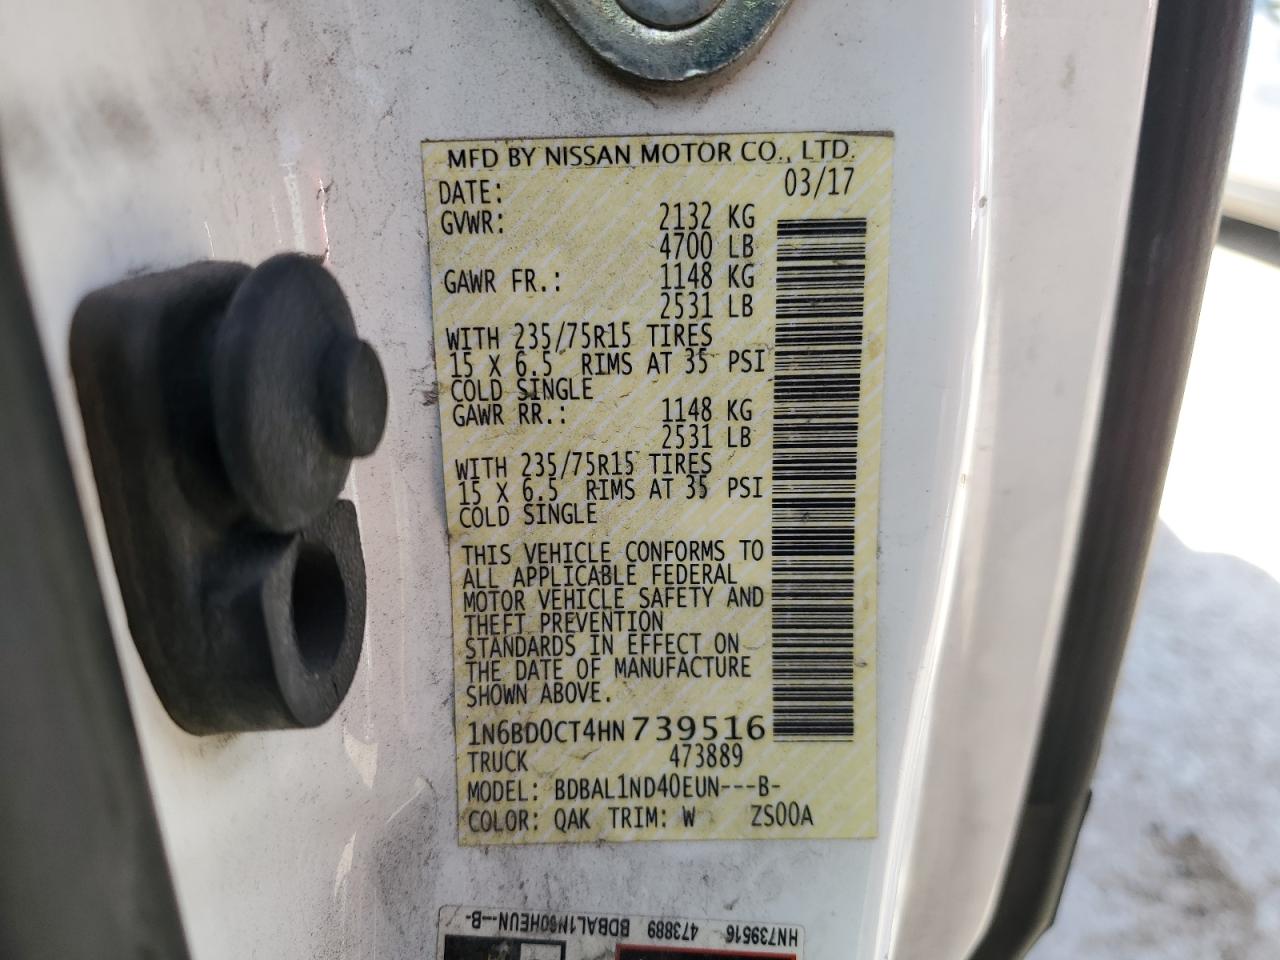 MFD BY NISSAN MOTOR CO., LTD.
DATE: 03/17
GVWR: 2132 KG
4700 LB
GAWR FR.: 1148 KG
2531 LB
WITH 235/75R15 TIRES
15 X 6.5 RIMS AT 35 PSI
COLD SINGLE
GAWR RR.: 1148 KG
2531 LB
WITH 235/75R15 TIRES
15 X 6.5 RIMS AT 35 PSI
COLD SINGLE
THIS VEHICLE CONFORMS TO
ALL APPLICABLE FEDERAL
MOTOR VEHICLE SAFETY AND
THEFT PREVENTION
STANDARDS IN EFFECT ON
THE DATE OF MANUFACTURE
SHOWN ABOVE.
1N6BD0CT4HN739516
TRUCK 473889
MODEL: BDBAL1ND40EUN---B-
COLOR: QAK TRIM: W ZS00A
HN739516 473889